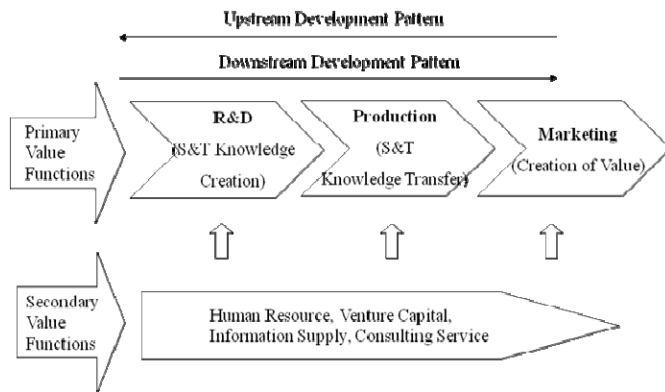 Upstream Development Pattern
Downstream Development Pattern
Primary
Value
Functions
R&D
(S&T Knowledge
Creation)
Production
(S&T
Knowledge Transfer)
Marketing
(Creation of Value)
Secondary
Value
Functions
Human Resource, Venture Capital,
Information Supply, Consulting Service